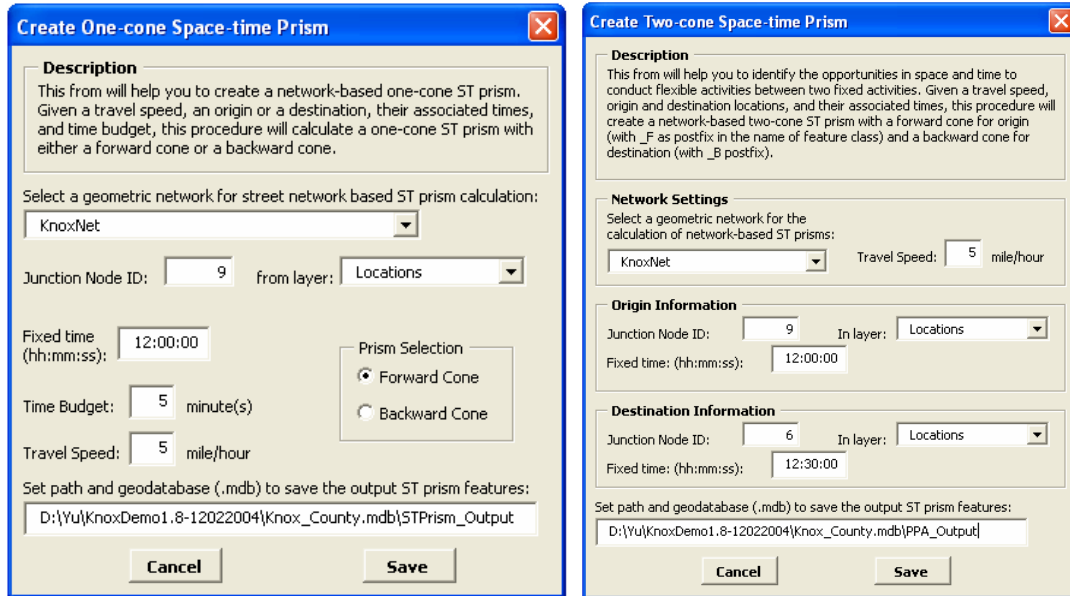 Create One-cone Space-time Prism
Description
This from will help you to create a network-based one-cone ST prism.
Given a travel speed, an origin or a destination, their associated times,
and time budget, this procedure will calculate a one-cone ST prism with
either a forward cone or a backward cone.
Select a geometric network for street network based ST prism calculation:
KnoxNet
Junction Node ID: 9 from layer: Locations
Fixed time
(hh:mm:ss): 12:00:00
Prism Selection
Forward Cone
Backward Cone
Time Budget: 5 minute(s)
Travel Speed: 5 mile/hour
Set path and geodatabase (.mdb) to save the output ST prism features:
D:\Yu\KnoxDemo1.8-12022004\Knox_County.mdb\STPrism_Output
Cancel Save
Create Two-cone Space-time Prism
Description
This from will help you to identify the opportunities in space and time to
conduct flexible activities between two fixed activities. Given a travel speed,
origin and destination locations, and their associated times, this procedure will
create a network-based two-cone ST prism with a forward cone for origin
(with _F as postfix in the name of feature class) and a backward cone for
destination (with _B postfix).
Network Settings
Select a geometric network for the
calculation of network-based ST prisms:
KnoxNet Travel Speed: 5 mile/hour
Origin Information
Junction Node ID: 9 In layer: Locations
Fixed time: (hh:mm:ss): 12:00:00
Destination Information
Junction Node ID: 6 In layer: Locations
Fixed time: (hh:mm:ss): 12:30:00
Set path and geodatabase (.mdb) to save the output ST prism features:
D:\Yu\KnoxDemo1.8-12022004\Knox_County.mdb\PPA_Output
Cancel Save